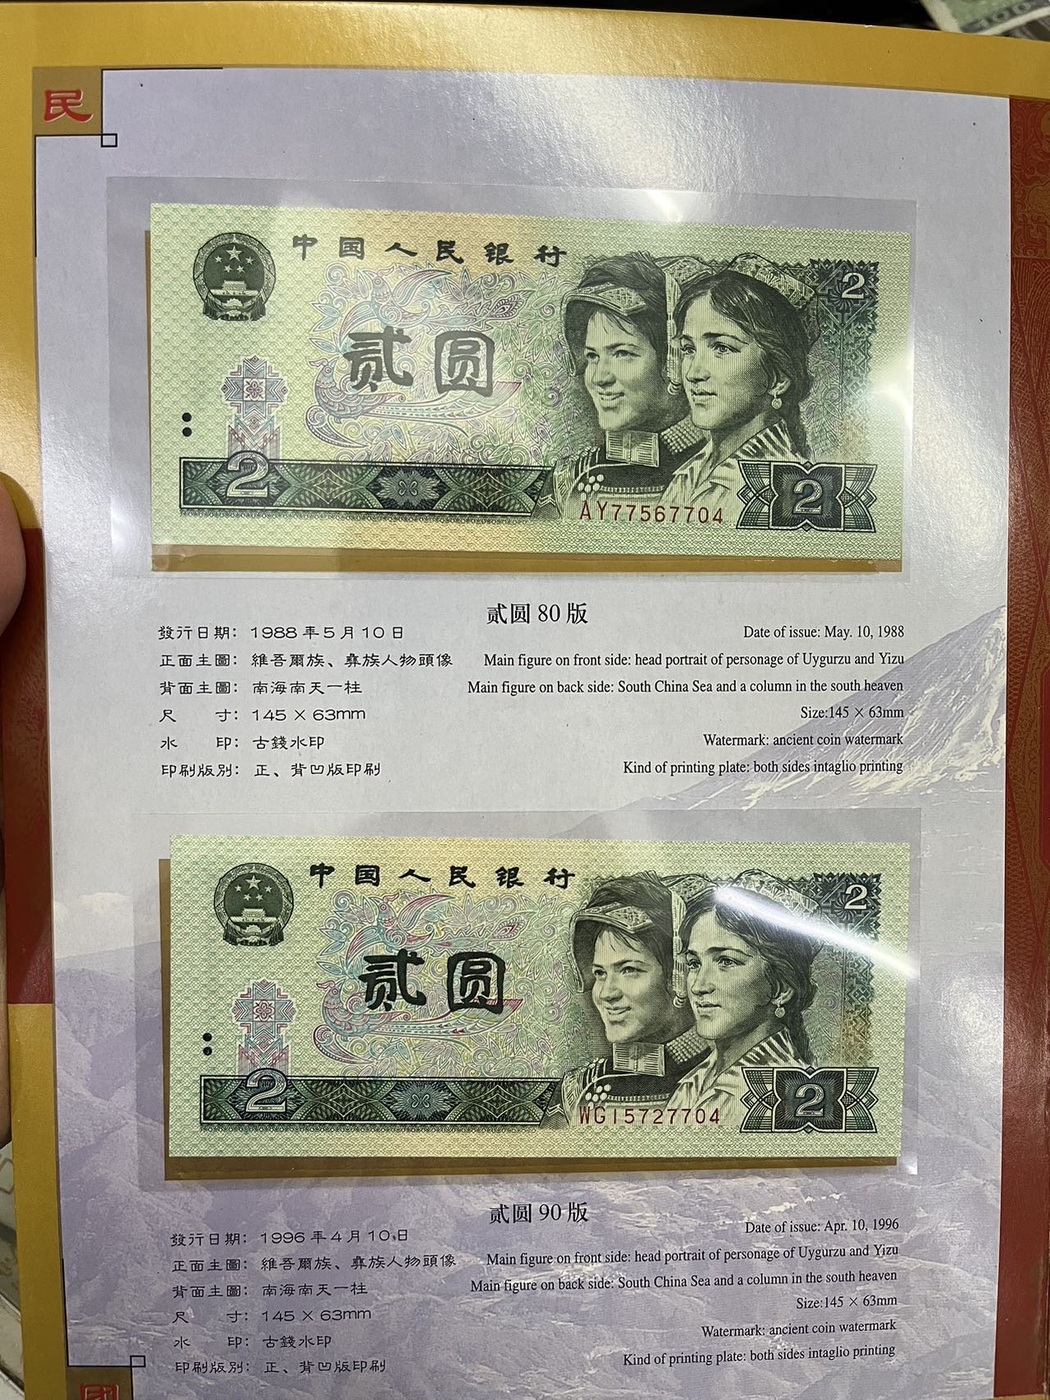 民
中国人民银行
2
贰圆
2
AY77567704
2
贰圆 80 版
發行日期: 1988 年 5 月 10 日
正面主圖: 維吾爾族、彝族人物頭像
背面主圖: 南海南天一柱
尺 寸: 145 × 63mm
水 印: 古錢水印
印刷版別: 正、背凹版印刷
Date of issue: May. 10, 1988
Main figure on front side: head portrait of personage of Uygurzu and Yizu
Main figure on back side: South China Sea and a column in the south heaven
Size:145 × 63mm
Watermark: ancient coin watermark
Kind of printing plate: both sides intaglio printing
中国人民银行
2
贰圆
2
WG15727704
2
贰圆 90 版
發行日期: 1996 年 4 月 10 日
正面主圖: 維吾爾族、彝族人物頭像
背面主圖: 南海南天一柱
尺 寸: 145 × 63mm
水 印: 古錢水印
印刷版別: 正、背凹版印刷
Date of issue: Apr. 10, 1996
Main figure on front side: head portrait of personage of Uygurzu and Yizu
Main figure on back side: South China Sea and a column in the south heaven
Size:145 × 63mm
Watermark: ancient coin watermark
Kind of printing plate: both sides intaglio printing